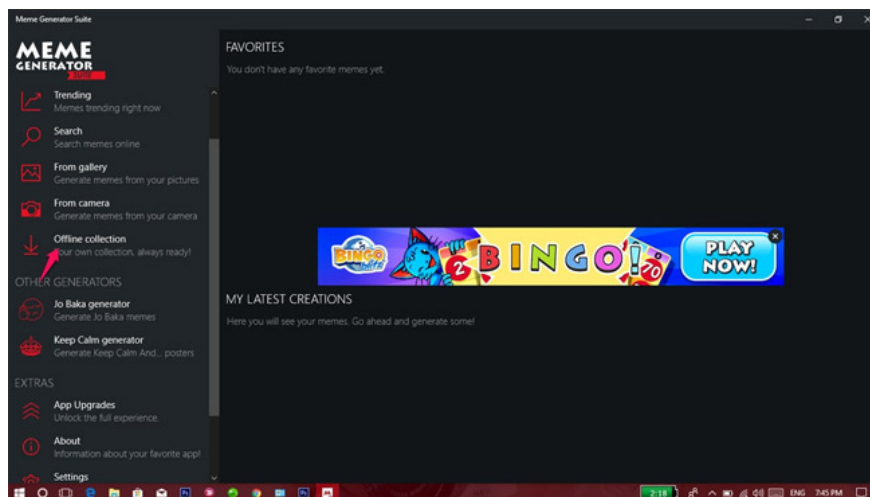 Meme Generator Suite
MEME
GENERATOR
SUITE
Trending
Memes trending right now
Search
Search memes online
From gallery
Generate memes from your pictures
From camera
Generate memes from your camera
Offline collection
Your own collection, always ready!
OTHER GENERATORS
Jo Baka generator
Generate Jo Baka memes
Keep Calm generator
Generate Keep Calm And... posters
EXTRAS
App Upgrades
Unlock the full experience.
About
Information about your favorite app!
Settings
FAVORITES
You don't have any favorite memes yet.
BINGO
2 BINGO! 70
PLAY
NOW!
MY LATEST CREATIONS
Here you will see your memes. Go ahead and generate some!
2:18
ENG
7:45 PM